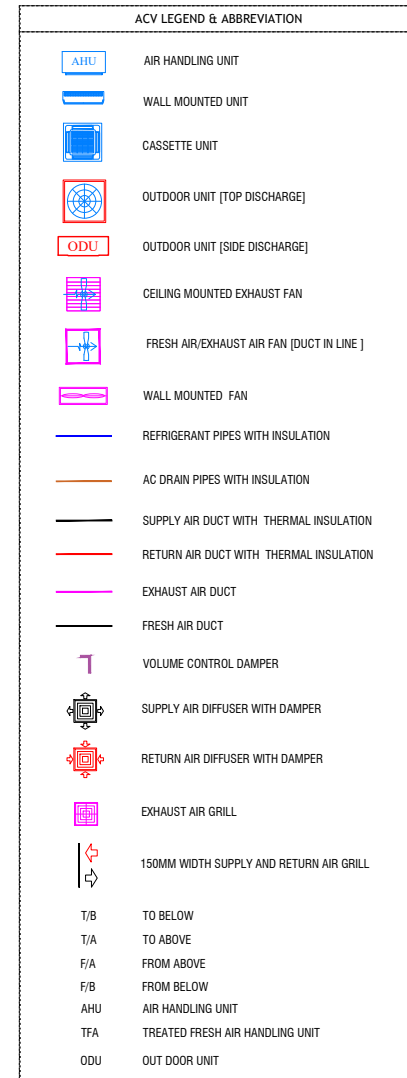 ACV LEGEND & ABBREVIATION
AHU AIR HANDLING UNIT
WALL MOUNTED UNIT
CASSETTE UNIT
OUTDOOR UNIT [TOP DISCHARGE]
ODU OUTDOOR UNIT [SIDE DISCHARGE]
CEILING MOUNTED EXHAUST FAN
FRESH AIR/EXHAUST AIR FAN [DUCT IN LINE ]
WALL MOUNTED FAN
REFRIGERANT PIPES WITH INSULATION
AC DRAIN PIPES WITH INSULATION
SUPPLY AIR DUCT WITH THERMAL INSULATION
RETURN AIR DUCT WITH THERMAL INSULATION
EXHAUST AIR DUCT
FRESH AIR DUCT
VOLUME CONTROL DAMPER
SUPPLY AIR DIFFUSER WITH DAMPER
RETURN AIR DIFFUSER WITH DAMPER
EXHAUST AIR GRILL
150MM WIDTH SUPPLY AND RETURN AIR GRILL
T/B TO BELOW
T/A TO ABOVE
F/A FROM ABOVE
F/B FROM BELOW
AHU AIR HANDLING UNIT
TFA TREATED FRESH AIR HANDLING UNIT
ODU OUT DOOR UNIT